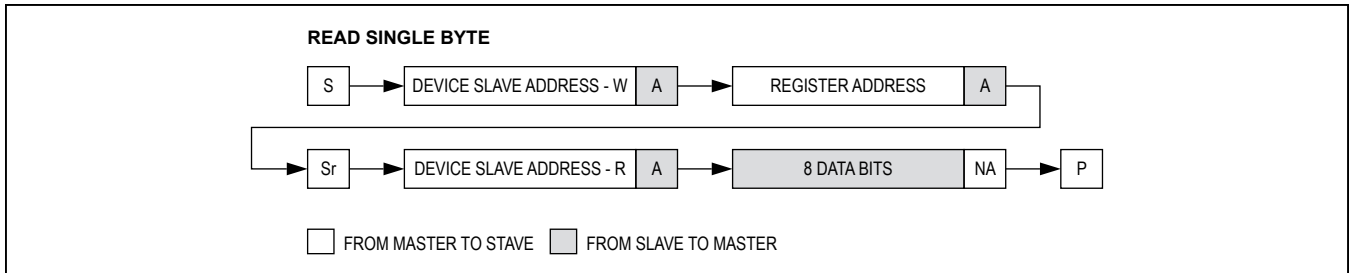 READ SINGLE BYTE
S DEVICE SLAVE ADDRESS - W A REGISTER ADDRESS A
Sr DEVICE SLAVE ADDRESS - R A 8 DATA BITS NA P
FROM MASTER TO STAVE FROM SLAVE TO MASTER